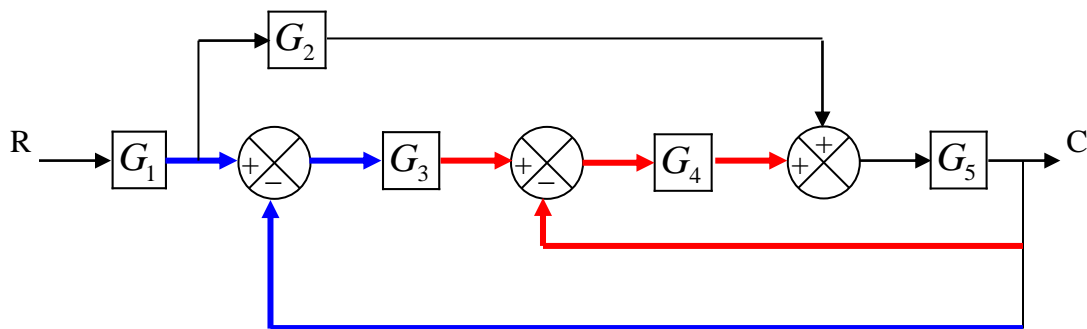 G₂
R G₁ + − G₃ + − G₄ + + G₅ C